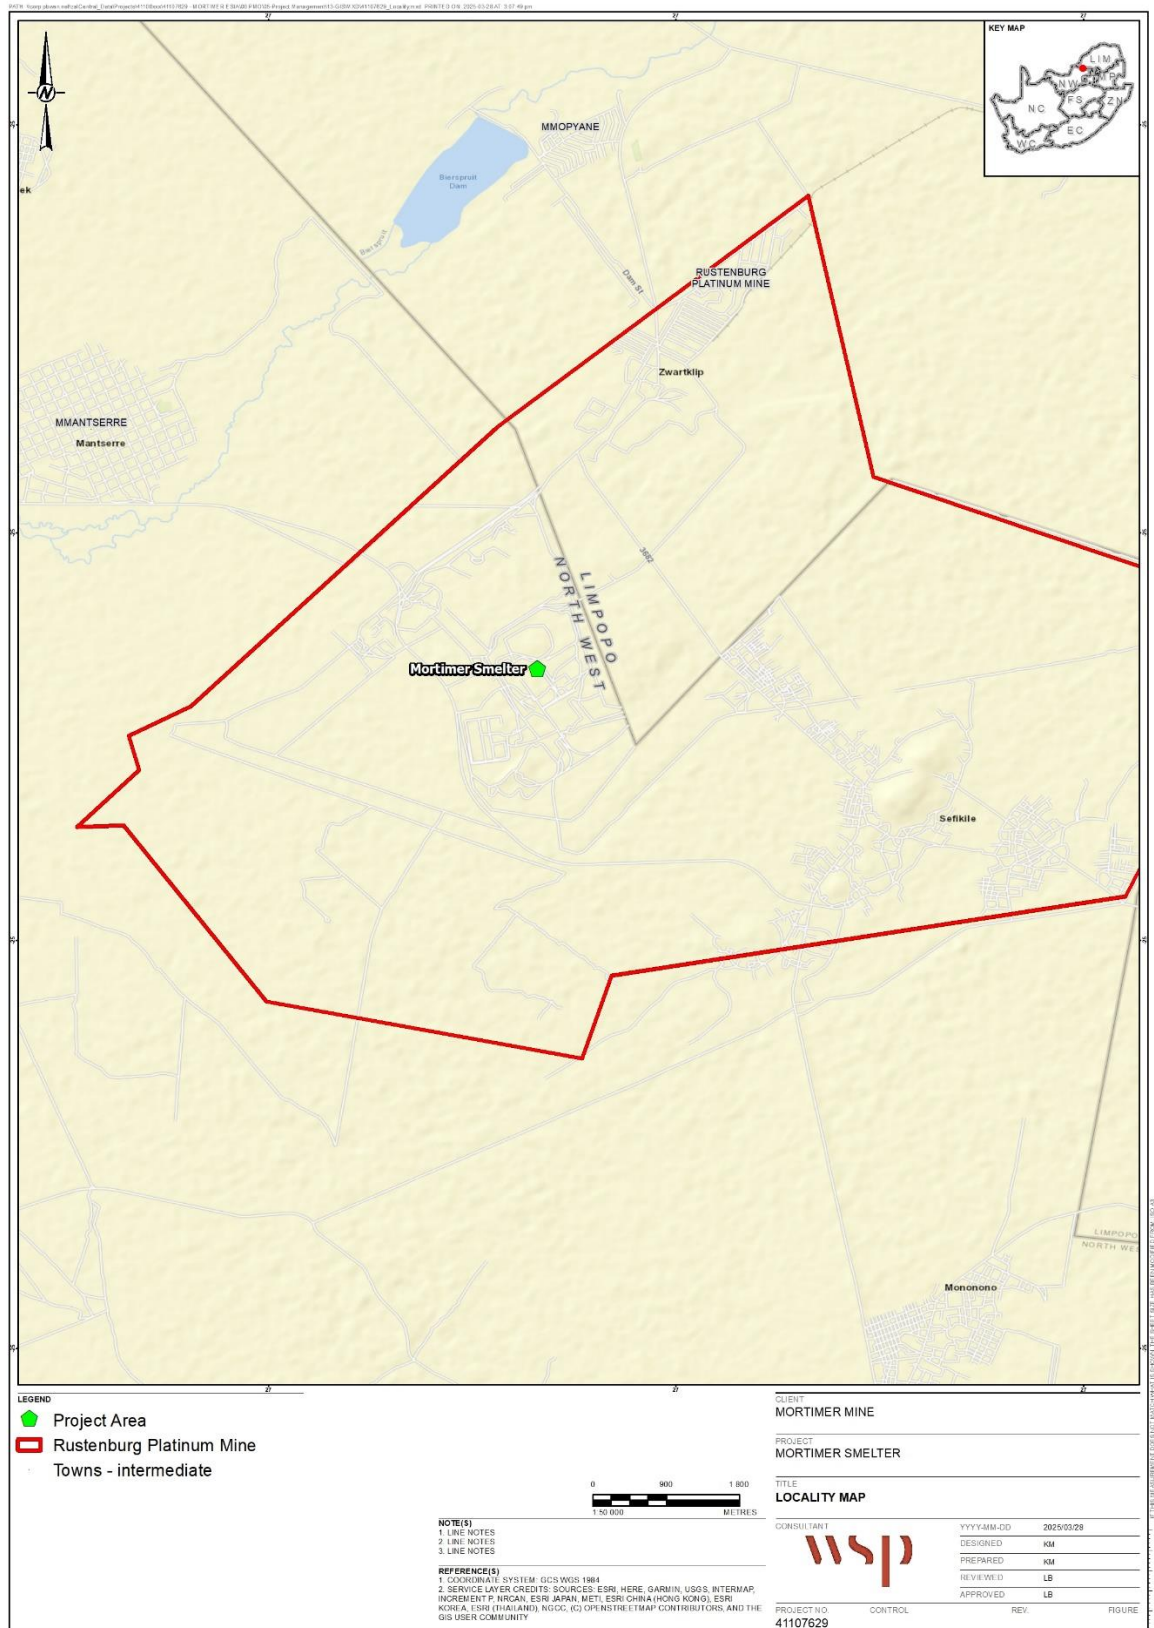 KEY MAP
LIM
NW
MP
NC
FS
ZN
EC
WC
N
MMOPYANE
Bierspruit
Dam
ek
Bierspruit
Dam St
RUSTENBURG
PLATINUM MINE
Zwartklip
MMANTSERRE
Mantserre
3682
LIMPOPO
NORTH WEST
Mortimer Smelter
Sefikile
LIMPOPO
NORTH WE
Mononono
LEGEND
Project Area
Rustenburg Platinum Mine
Towns - intermediate
0 900 1 800
1:50 000 METRES
NOTE(S)
1. LINE NOTES
2. LINE NOTES
3. LINE NOTES
REFERENCE(S)
1. COORDINATE SYSTEM: GCS WGS 1984
2. SERVICE LAYER CREDITS: SOURCES: ESRI, HERE, GARMIN, USGS, INTERMAP,
INCREMENT P, NRCAN, ESRI JAPAN, METI, ESRI CHINA (HONG KONG), ESRI
KOREA, ESRI (THAILAND), NGCC, (C) OPENSTREETMAP CONTRIBUTORS, AND THE
GIS USER COMMUNITY
CLIENT
MORTIMER MINE
PROJECT
MORTIMER SMELTER
TITLE
LOCALITY MAP
CONSULTANT
wsp
YYYY-MM-DD 2025/03/28
DESIGNED KM
PREPARED KM
REVIEWED LB
APPROVED LB
PROJECT NO. CONTROL REV. FIGURE
41107629